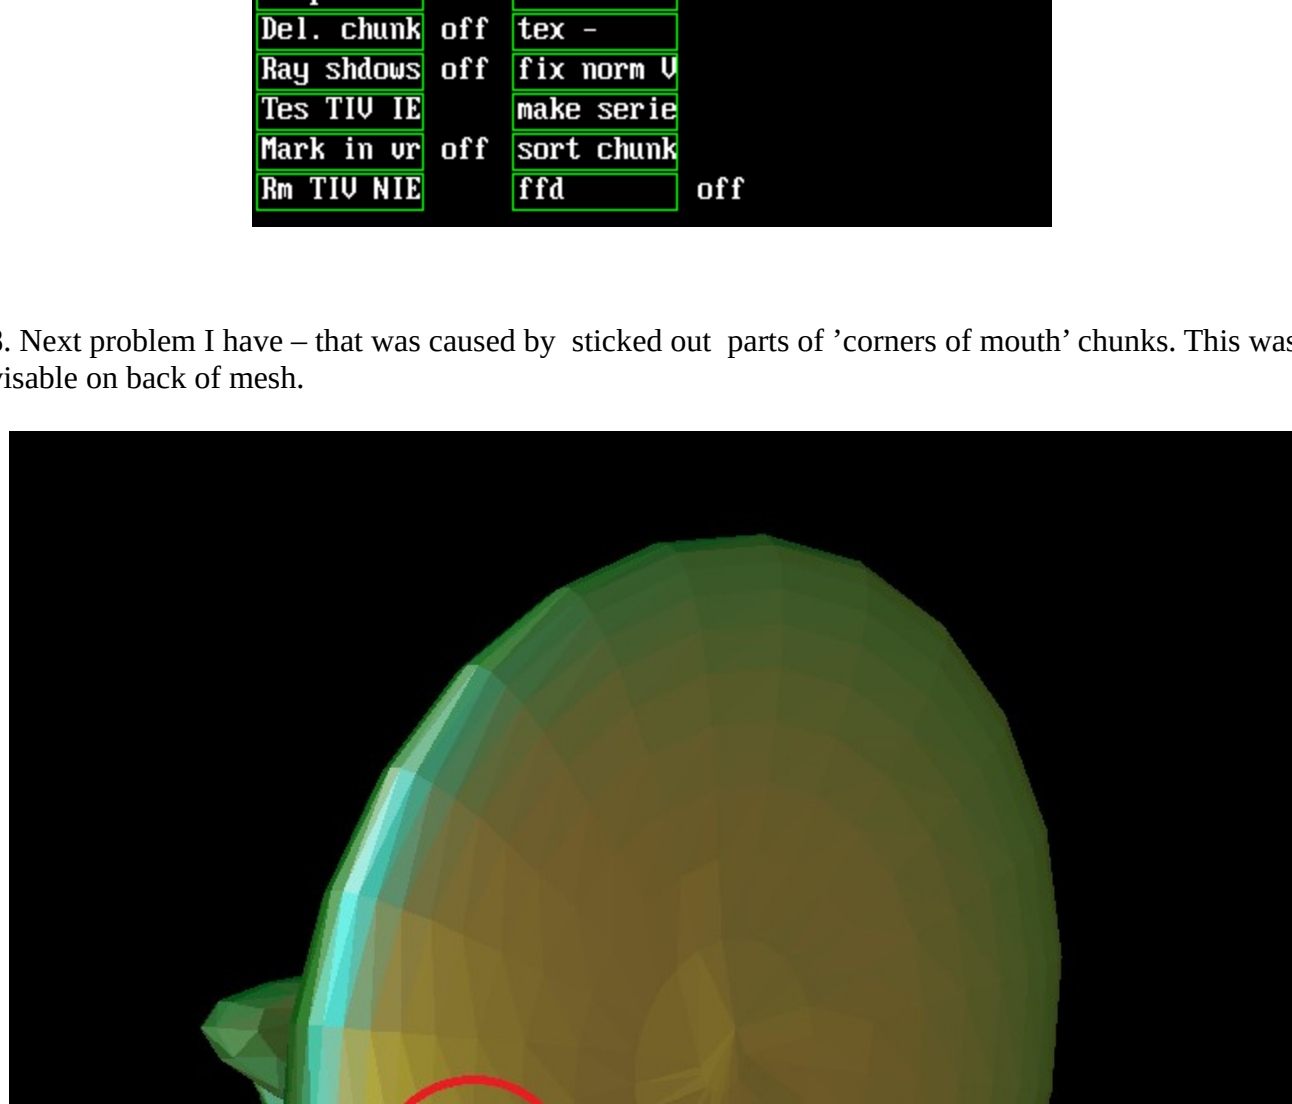 Del. chunk off tex -
Ray shdows off fix norm V
Tes TIV IE make serie
Mark in vr off sort chunk
Rm TIV NIE ffd off
3. Next problem I have – that was caused by sticked out parts of ’corners of mouth’ chunks. This was
visable on back of mesh.